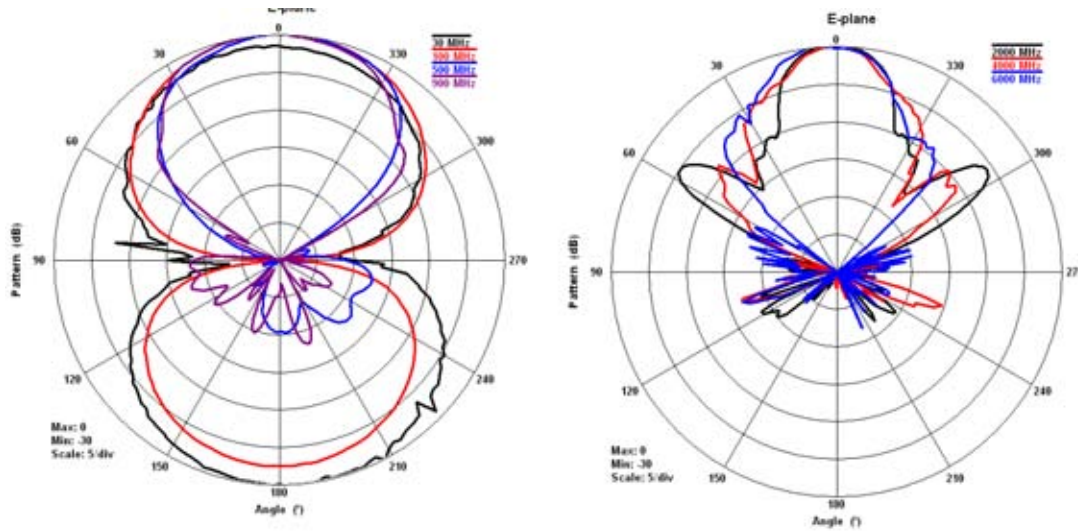 E-plane
0
30 MHz
300 MHz
500 MHz
900 MHz
30
330
60
300
90
270
120
240
150
210
180
Pattern (dB)
Angle (°)
Max: 0
Min: -30
Scale: 5/div
E-plane
0
2000 MHz
4000 MHz
6000 MHz
30
330
60
300
90
120
240
150
210
180
Pattern (dB)
Angle (°)
Max: 0
Min: -30
Scale: 5/div